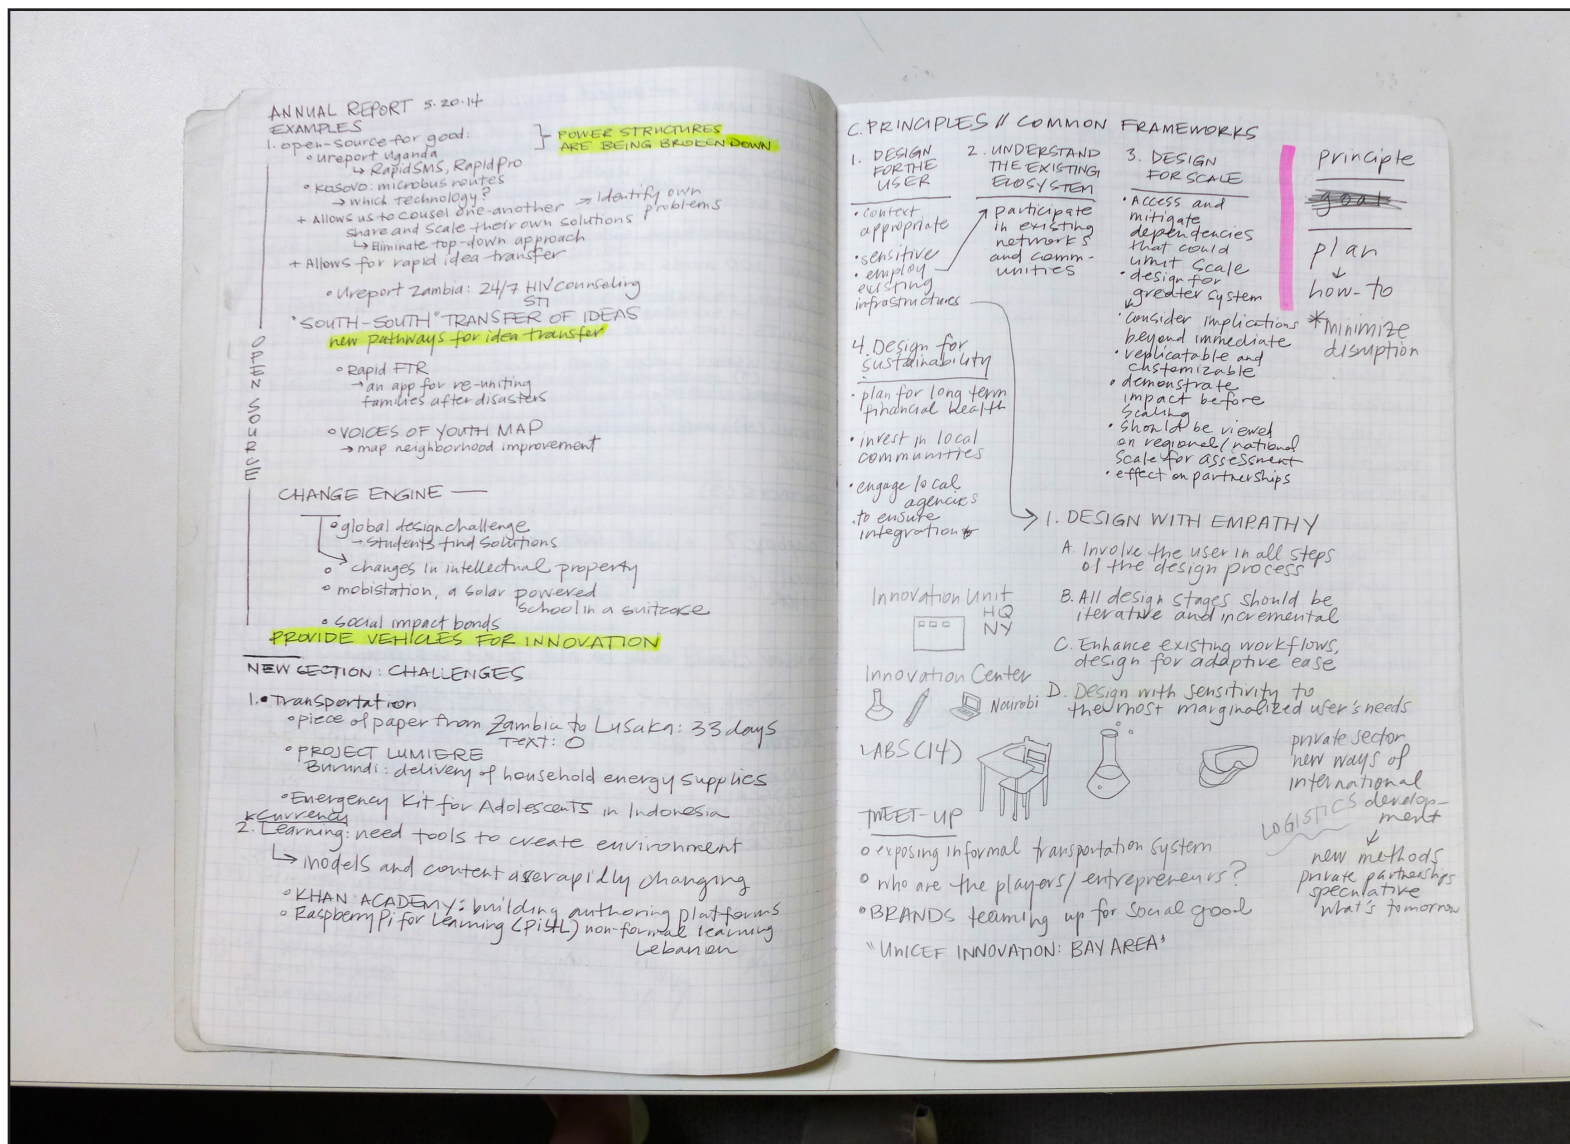 ANNUAL REPORT 5.20.14
EXAMPLES
1. open-source for good:
POWER STRUCTURES
ARE BEING BROKEN DOWN
◦ Ureport Uganda
↳ RapidSMS, RapidPro
◦ Kosovo: microbus routes
→ which technology?
+ Allows us to cousel one-another → Identify own
problems
share and scale their own solutions
↳ Eliminate top-down approach
+ Allows for rapid idea transfer
◦ Ureport Zambia: 24/7 HIV counseling
STI
"SOUTH-SOUTH" TRANSFER OF IDEAS
new pathways for idea transfer
OPEN SOURCE
◦ Rapid FTR
→ an app for re-uniting
families after disasters
◦ VOICES OF YOUTH MAP
→ map neighborhood improvement
CHANGE ENGINE —
◦ global design challenge
→ students find solutions
◦ changes in intellectual property
◦ mobistation, a solar powered
school in a suitcase
◦ social impact bonds
PROVIDE VEHICLES FOR INNOVATION
NEW SECTION: CHALLENGES
1. • Transportation
◦ piece of paper from Zambia to Lusaka: 33 days
TEXT: 0
◦ PROJECT LUMIERE
Burundi: delivery of household energy supplies
◦ Emergency Kit for Adolescents in Indonesia
* Currency
2. Learning: need tools to create environment
↳ models and content are rapidly changing
◦ KHAN ACADEMY: building authoring platforms
◦ Raspberry Pi for Learning (Pi4L) non-formal learning
Lebanon
C. PRINCIPLES // COMMON FRAMEWORKS
1. DESIGN
FOR THE
USER
• context
appropriate
• sensitive
• employ
existing
infrastructures
2. UNDERSTAND
THE EXISTING
ECOSYSTEM
participate
in existing
networks
and comm-
unities
3. DESIGN
FOR SCALE
• Access and
mitigate
dependencies
that could
limit scale
• design for
greater system
• consider implications
beyond immediate
• replicatable and
customizable
• demonstrate
impact before
scaling
• should be viewed
on regional/national
scale for assessment
• effect on partnerships
principle
goal
plan
↓
how-to
* minimize
disruption
4. Design for
sustainability
• plan for long term
financial health
• invest in local
communities
• engage local
agencies
to ensure
integration
1. DESIGN WITH EMPATHY
A. Involve the user in all steps
of the design process
B. All design stages should be
iterative and incremental
C. Enhance existing workflows,
design for adaptive ease
D. Design with sensitivity to
the most marginalized user's needs
Innovation Unit
HQ
NY
Innovation Center
Nairobi
LABS (14)
private sector
new ways of
international
develop-
ment
↓
new methods
private partnerships
speculative
what's tomorrow
LOGISTICS
MEET-UP
◦ exposing informal transportation system
◦ who are the players/entrepreneurs?
◦ BRANDS teaming up for social good
"UNICEF INNOVATION: BAY AREA"